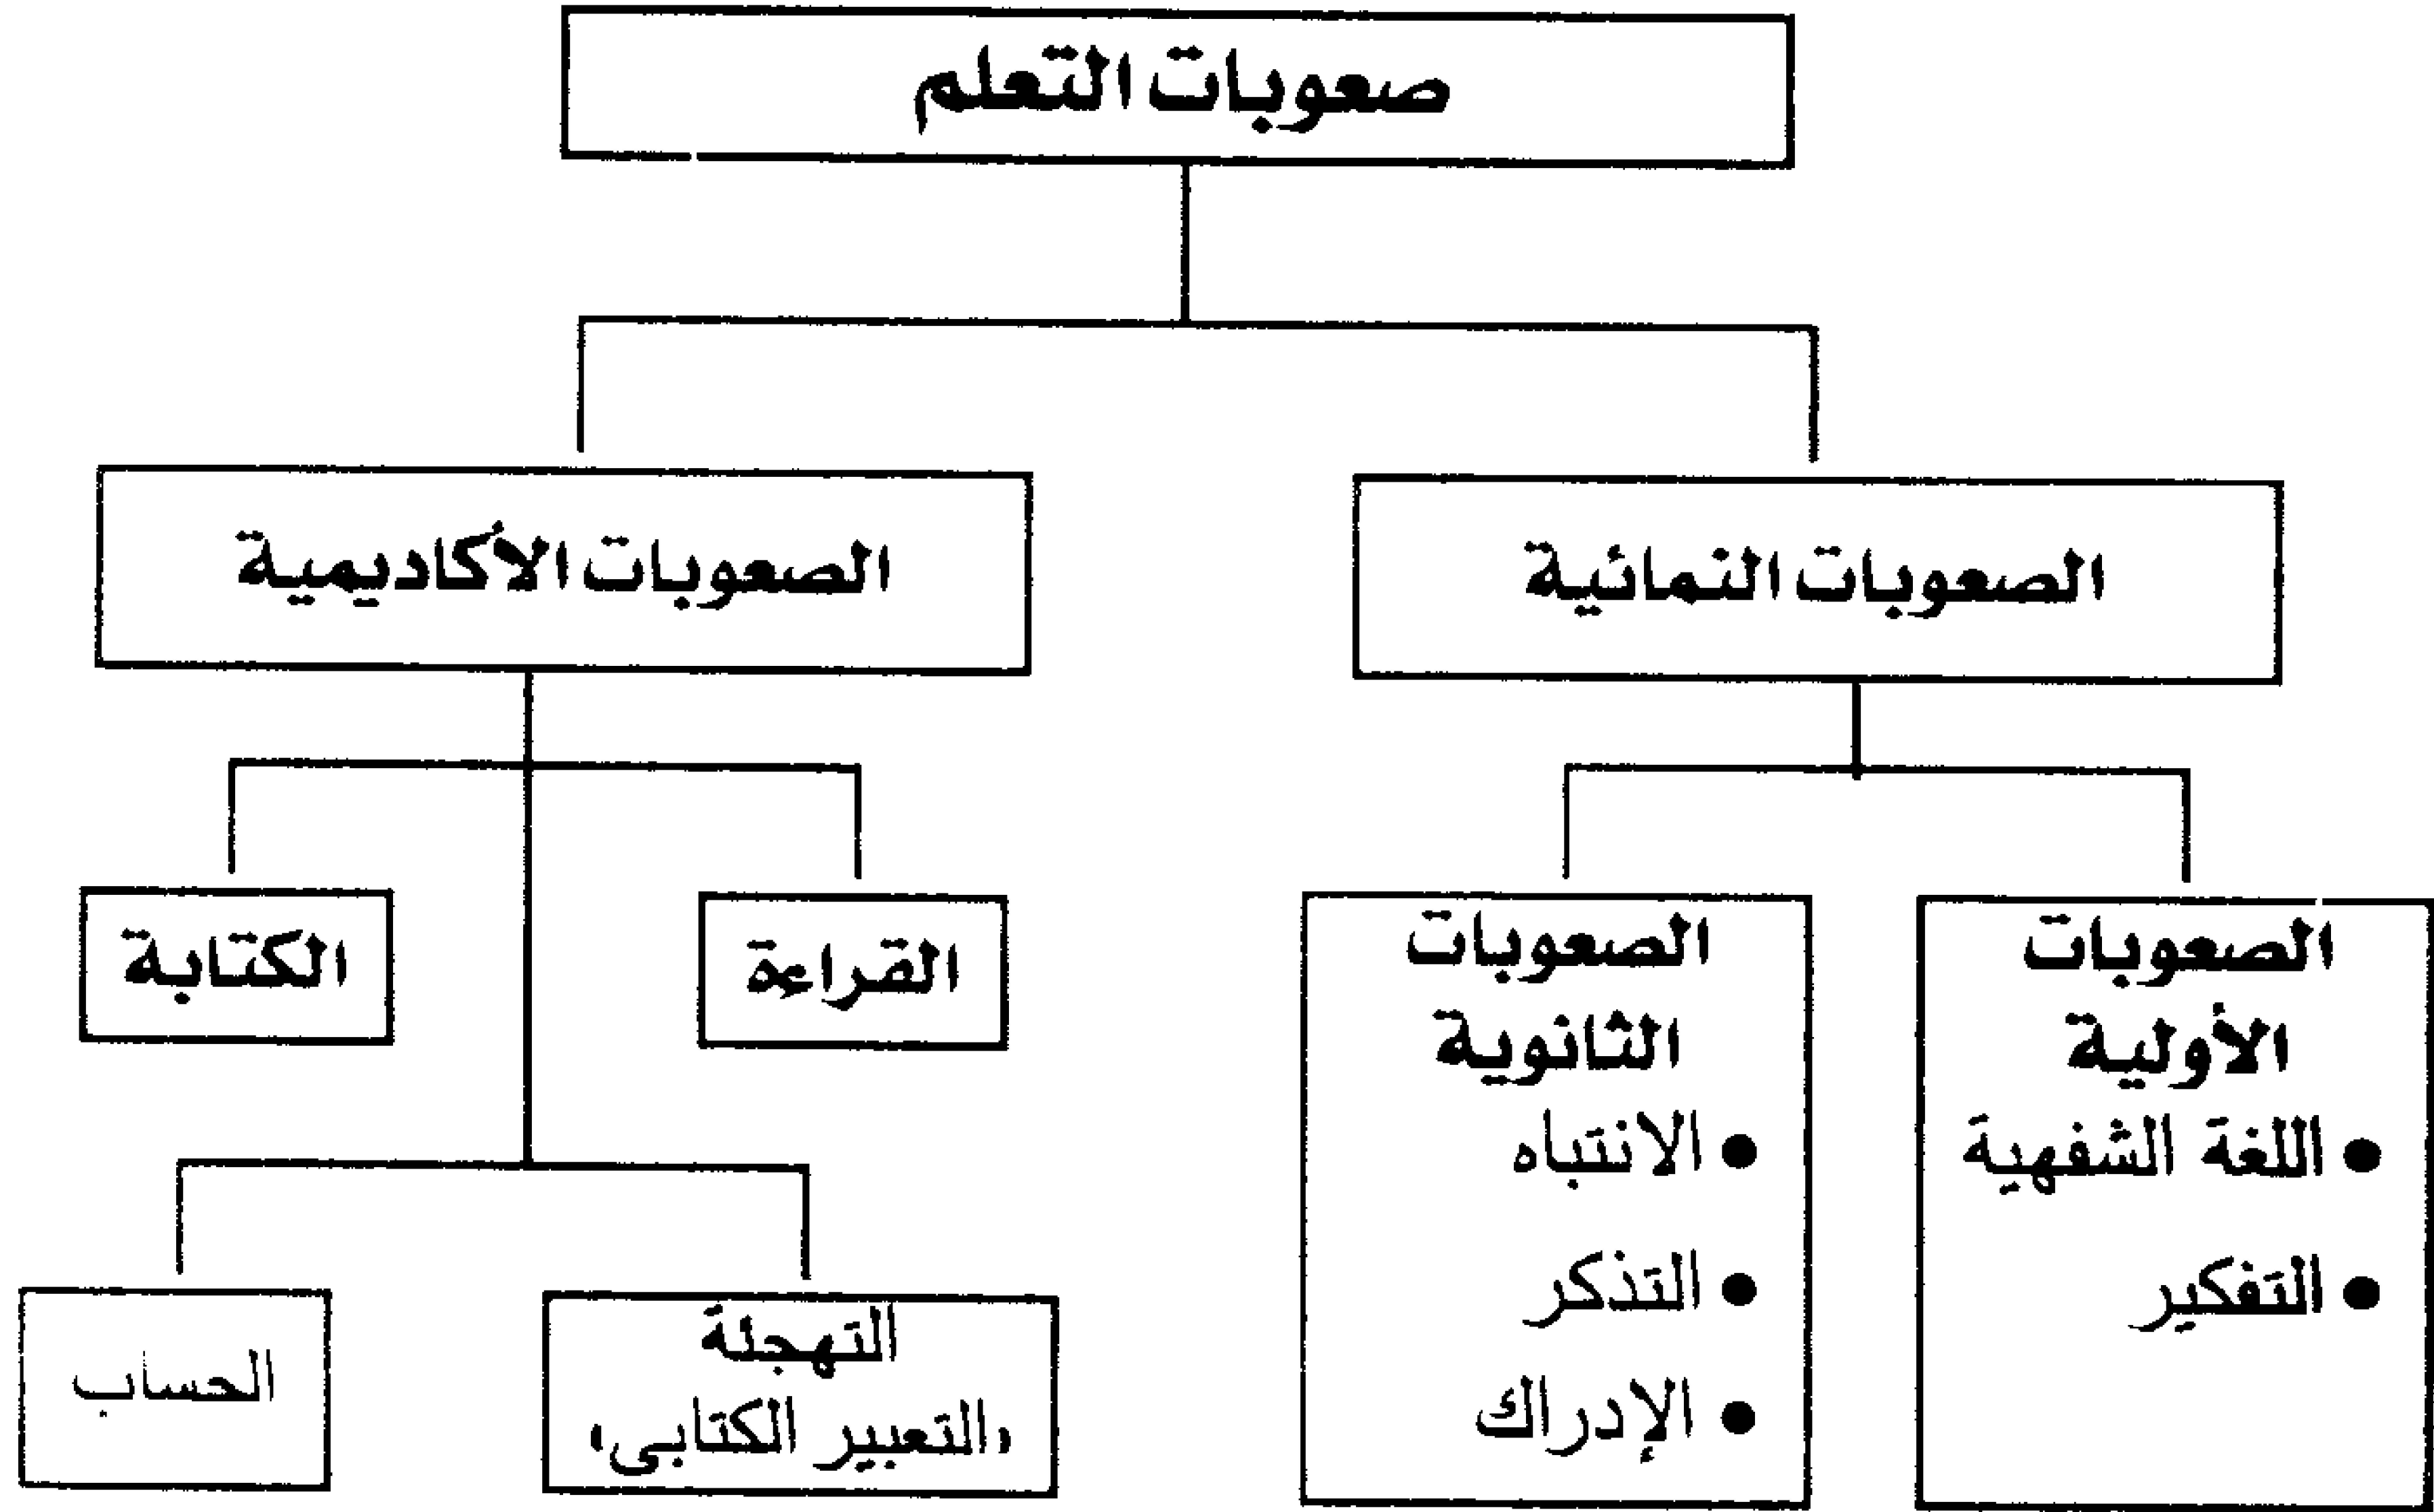 صعوبات التعلم
الصعوبات النمائية
الصعوبات الأكاديمية
الصعوبات
الأولية
● اللغة الشفهية
● التفكير
الصعوبات
الثانوية
● الانتباه
● التذكر
● الإدراك
القراءة
الكتابة
التهجئة
«التعبير الكتابى»
الحساب